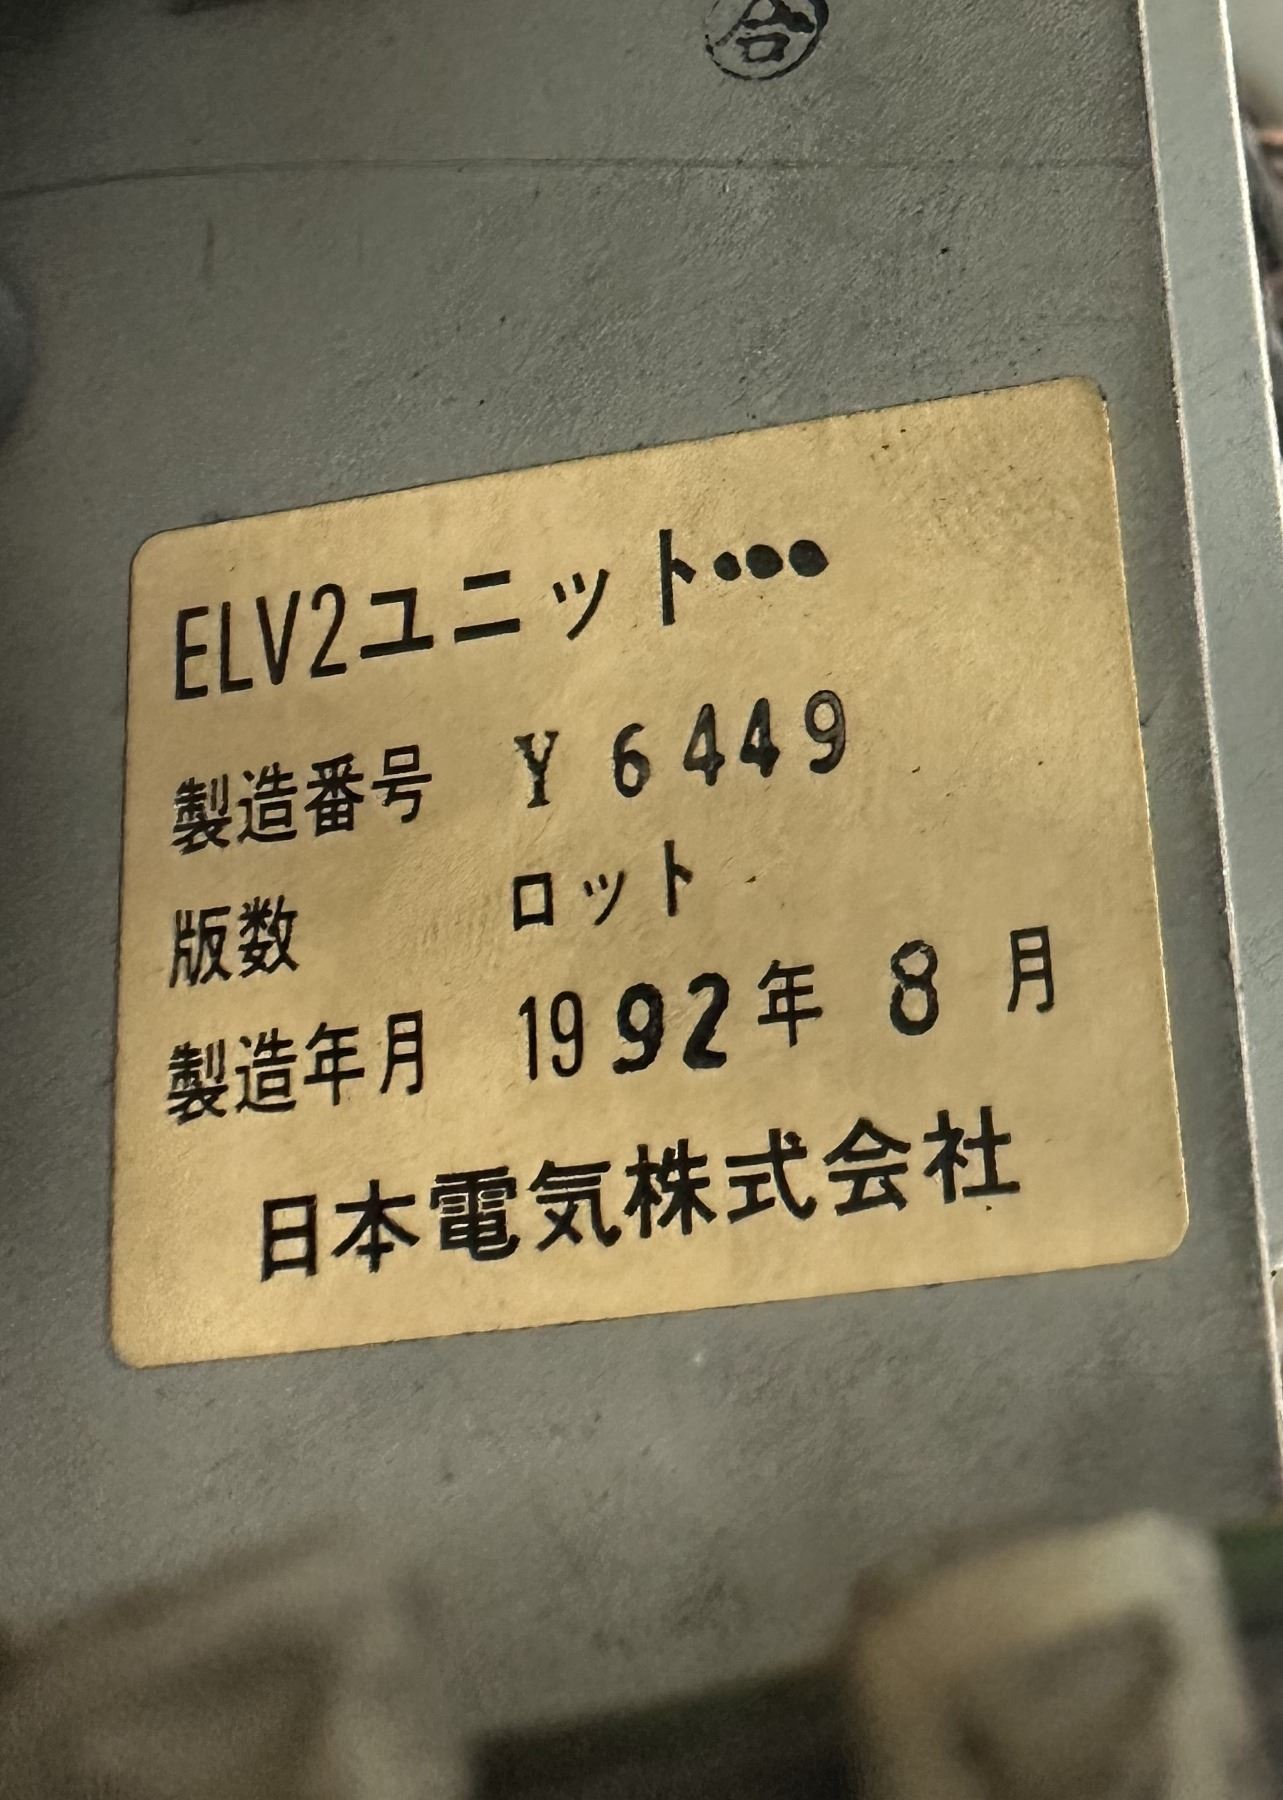 合
ELV2ユニット●●●
製造番号 Y 6449
版数 ロット
製造年月 1992年 8 月
日本電気株式会社